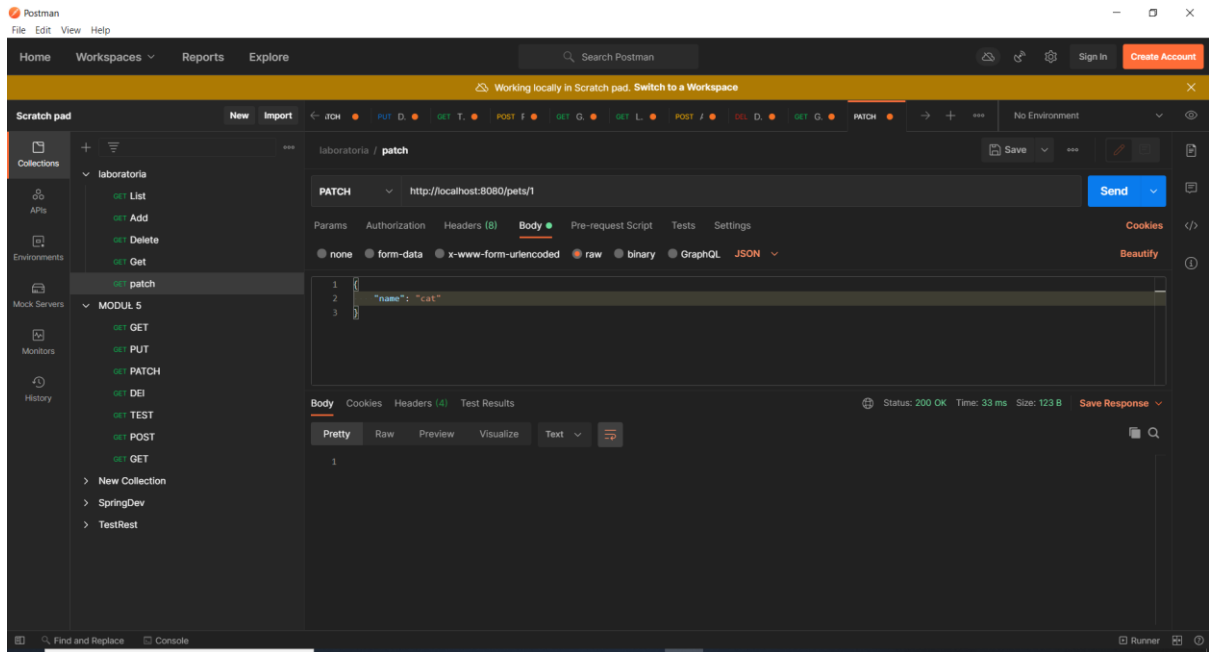 Postman
File Edit View Help
Home Workspaces Reports Explore Search Postman Sign In Create Account
Working locally in Scratch pad. Switch to a Workspace
Scratch pad New Import ATCH PUT D. GET T. POST F GET G. GET L. POST / DEL D. GET G. PATCH No Environment
Collections
APIs
Environments
Mock Servers
Monitors
History
laboratoria
GET List
GET Add
GET Delete
GET Get
GET patch
MODUŁ 5
GET GET
GET PUT
GET PATCH
GET DEl
GET TEST
GET POST
GET GET
New Collection
SpringDev
TestRest
laboratoria / patch Save
PATCH http://localhost:8080/pets/1 Send
Params Authorization Headers (8) Body Pre-request Script Tests Settings Cookies
none form-data x-www-form-urlencoded raw binary GraphQL JSON Beautify
1 {
2 "name": "cat"
3 }
Body Cookies Headers (4) Test Results Status: 200 OK Time: 33 ms Size: 123 B Save Response
Pretty Raw Preview Visualize Text
1
Find and Replace Console Runner